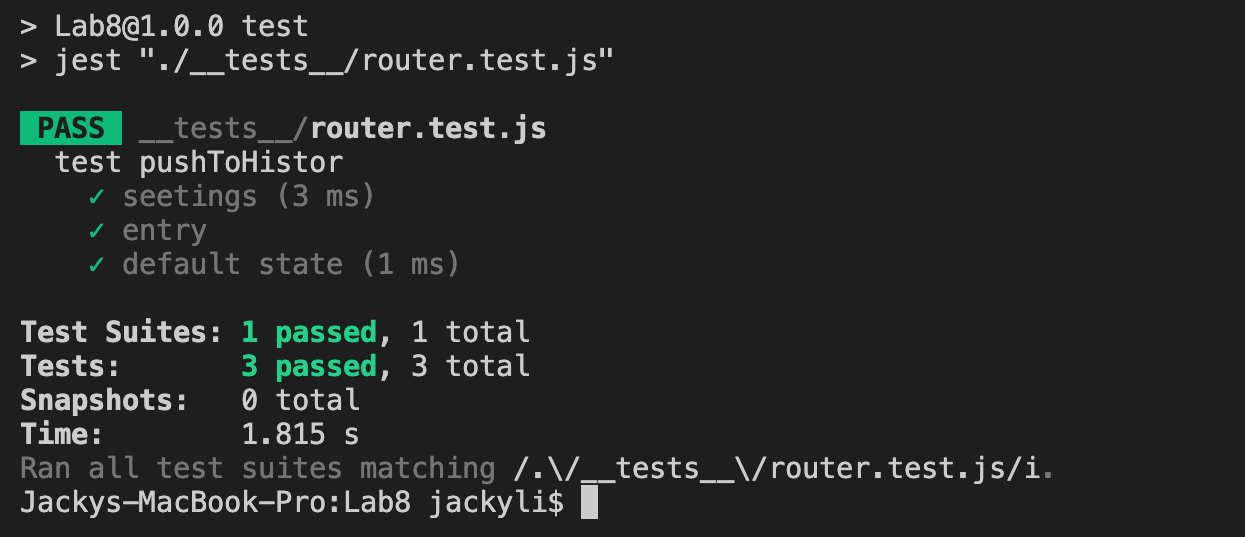 > Lab8@1.0.0 test
> jest "./__tests__/router.test.js"
PASS __tests__/router.test.js
test pushToHistor
✓ seetings (3 ms)
✓ entry
✓ default state (1 ms)
Test Suites: 1 passed, 1 total
Tests: 3 passed, 3 total
Snapshots: 0 total
Time: 1.815 s
Ran all test suites matching /.\/__tests__\/router.test.js/i.
Jackys-MacBook-Pro:Lab8 jackyli$